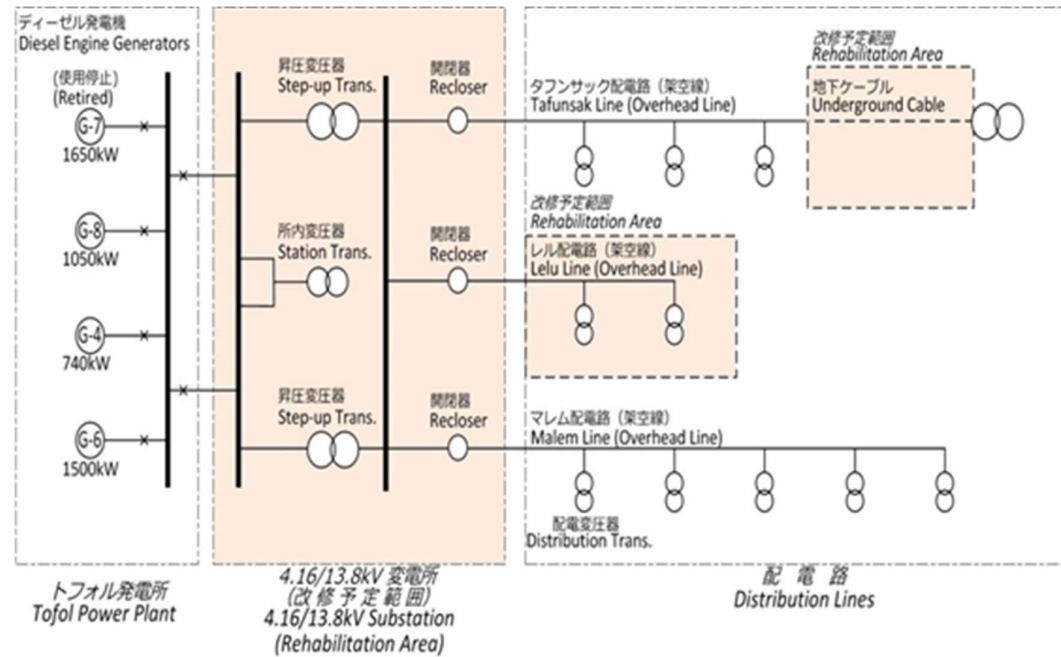 ディーゼル発電機
Diesel Engine Generators
(使用停止)
(Retired)
G-7
1650kW
G-8
1050kW
G-4
740kW
G-6
1500kW
トフォル発電所
Tofol Power Plant
昇圧変圧器
Step-up Trans.
開閉器
Recloser
所内変圧器
Station Trans.
開閉器
Recloser
昇圧変圧器
Step-up Trans.
開閉器
Recloser
4.16/13.8kV 変電所
(改修予定範囲)
4.16/13.8kV Substation
(Rehabilitation Area)
タフンサック配電路（架空線）
Tafunsak Line (Overhead Line)
改修予定範囲
Rehabilitation Area
地下ケーブル
Underground Cable
改修予定範囲
Rehabilitation Area
レル配電路（架空線）
Lelu Line (Overhead Line)
マレム配電路（架空線）
Malem Line (Overhead Line)
配電変圧器
Distribution Trans.
配 電 路
Distribution Lines